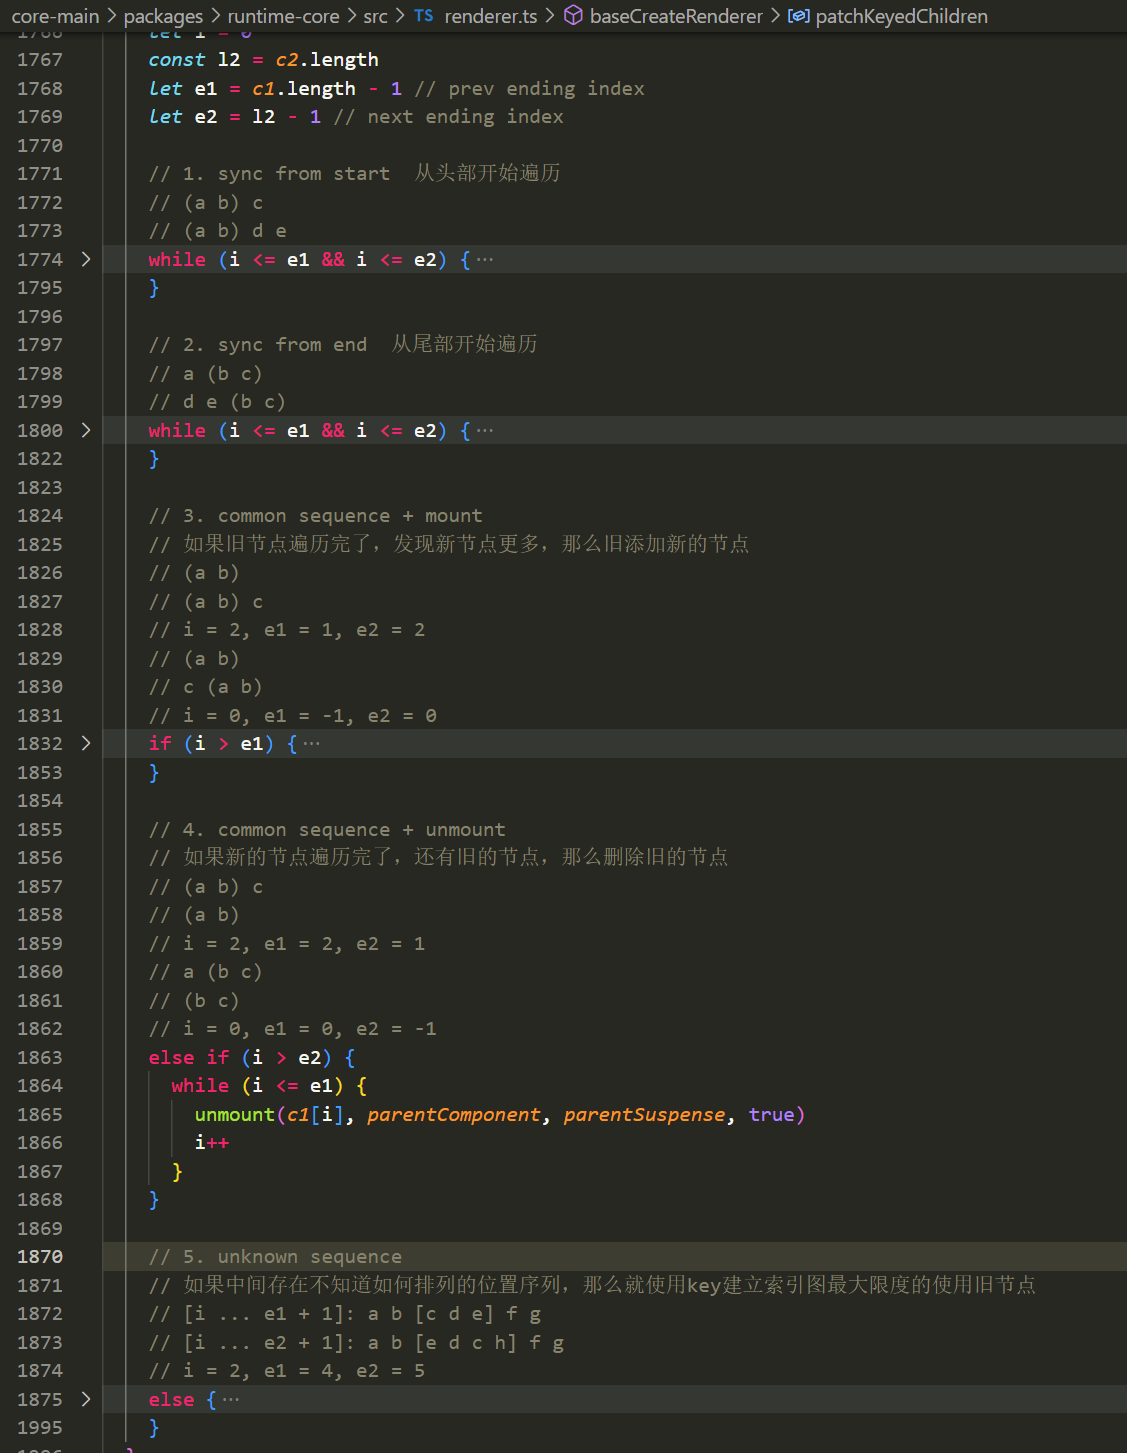 core-main > packages > runtime-core > src > TS renderer.ts > baseCreateRenderer > patchKeyedChildren
1766 let i = 0
1767 const l2 = c2.length
1768 let e1 = c1.length - 1 // prev ending index
1769 let e2 = l2 - 1 // next ending index
1770
1771 // 1. sync from start  从头部开始遍历
1772 // (a b) c
1773 // (a b) d e
1774 > while (i <= e1 && i <= e2) {···
1795 }
1796
1797 // 2. sync from end  从尾部开始遍历
1798 // a (b c)
1799 // d e (b c)
1800 > while (i <= e1 && i <= e2) {···
1822 }
1823
1824 // 3. common sequence + mount
1825 // 如果旧节点遍历完了，发现新节点更多，那么旧添加新的节点
1826 // (a b)
1827 // (a b) c
1828 // i = 2, e1 = 1, e2 = 2
1829 // (a b)
1830 // c (a b)
1831 // i = 0, e1 = -1, e2 = 0
1832 > if (i > e1) {···
1853 }
1854
1855 // 4. common sequence + unmount
1856 // 如果新的节点遍历完了，还有旧的节点，那么删除旧的节点
1857 // (a b) c
1858 // (a b)
1859 // i = 2, e1 = 2, e2 = 1
1860 // a (b c)
1861 // (b c)
1862 // i = 0, e1 = 0, e2 = -1
1863 else if (i > e2) {
1864 while (i <= e1) {
1865 unmount(c1[i], parentComponent, parentSuspense, true)
1866 i++
1867 }
1868 }
1869
1870 // 5. unknown sequence
1871 // 如果中间存在不知道如何排列的位置序列，那么就使用key建立索引图最大限度的使用旧节点
1872 // [i ... e1 + 1]: a b [c d e] f g
1873 // [i ... e2 + 1]: a b [e d c h] f g
1874 // i = 2, e1 = 4, e2 = 5
1875 > else {···
1995 }